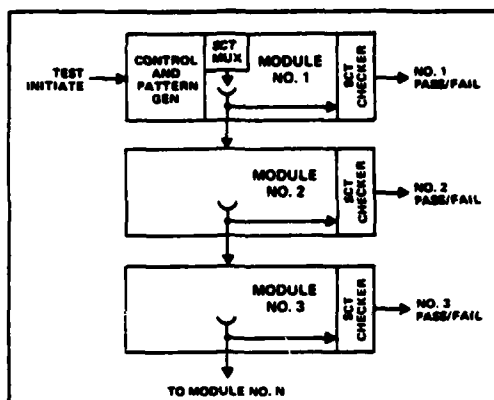 TEST
INITIATE
CONTROL
AND
PATTERN
GEN
SCT
MUX
MODULE
NO. 1
SCT
CHECKER
NO. 1
PASS/FAIL
MODULE
NO. 2
SCT
CHECKER
NO. 2
PASS/FAIL
MODULE
NO. 3
SCT
CHECKER
NO. 3
PASS/FAIL
TO MODULE NO. N